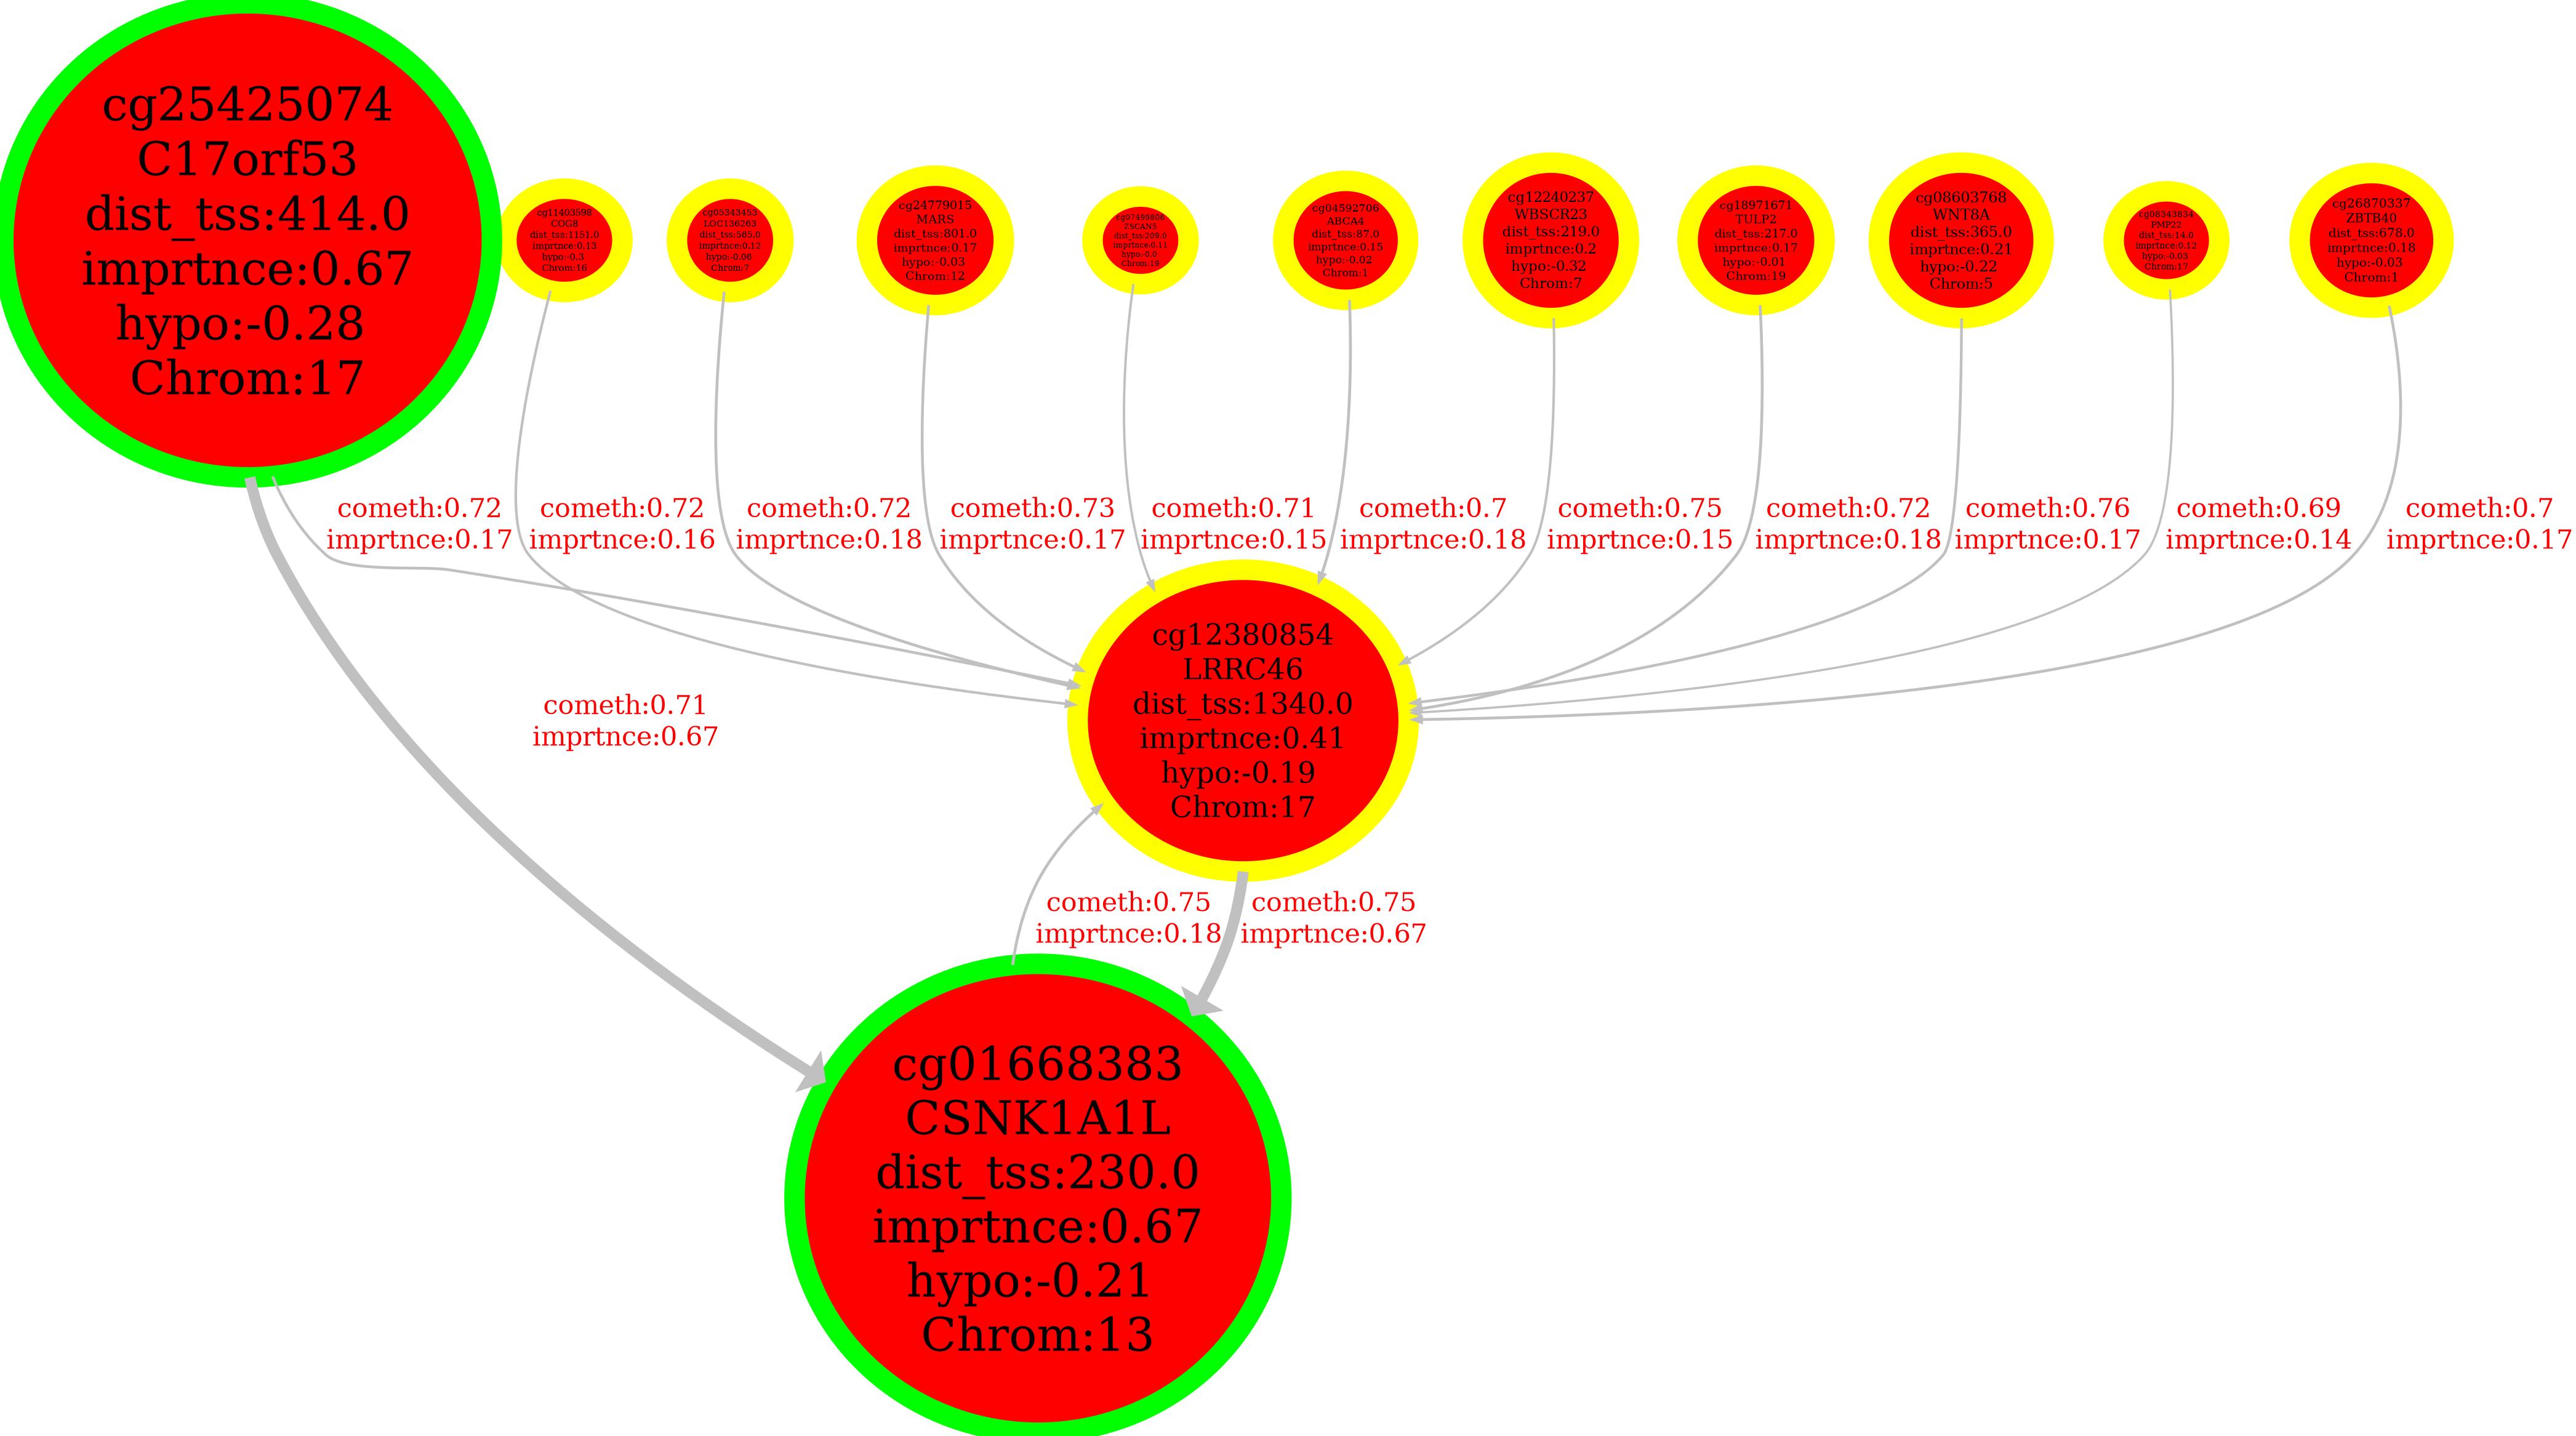 cg25425074
C17orf53
dist_tss:414.0
imprtnce:0.67
hypo:-0.28
Chrom:17
cg11403598
COG8
dist_tss:1151.0
imprtnce:0.13
hypo:-0.3
Chrom:16
cg05343453
LOC136263
dist_tss:565.0
imprtnce:0.12
hypo:-0.06
Chrom:7
cg24779015
MARS
dist_tss:801.0
imprtnce:0.17
hypo:-0.03
Chrom:12
cg07499808
ZSCAN5
dist_tss:209.0
imprtnce:0.11
hypo:-0.0
Chrom:19
cg04592706
ABCA4
dist_tss:87.0
imprtnce:0.15
hypo:-0.02
Chrom:1
cg12240237
WBSCR23
dist_tss:219.0
imprtnce:0.2
hypo:-0.32
Chrom:7
cg18971671
TULP2
dist_tss:217.0
imprtnce:0.17
hypo:-0.01
Chrom:19
cg08603768
WNT8A
dist_tss:365.0
imprtnce:0.21
hypo:-0.22
Chrom:5
cg08343834
PMP22
dist_tss:14.0
imprtnce:0.12
hypo:-0.03
Chrom:17
cg26870337
ZBTB40
dist_tss:678.0
imprtnce:0.18
hypo:-0.03
Chrom:1
cometh:0.72
imprtnce:0.17
cometh:0.72
imprtnce:0.16
cometh:0.72
imprtnce:0.18
cometh:0.73
imprtnce:0.17
cometh:0.71
imprtnce:0.15
cometh:0.7
imprtnce:0.18
cometh:0.75
imprtnce:0.15
cometh:0.72
imprtnce:0.18
cometh:0.76
imprtnce:0.17
cometh:0.69
imprtnce:0.14
cometh:0.7
imprtnce:0.17
cometh:0.71
imprtnce:0.67
cg12380854
LRRC46
dist_tss:1340.0
imprtnce:0.41
hypo:-0.19
Chrom:17
cometh:0.75
imprtnce:0.18
cometh:0.75
imprtnce:0.67
cg01668383
CSNK1A1L
dist_tss:230.0
imprtnce:0.67
hypo:-0.21
Chrom:13